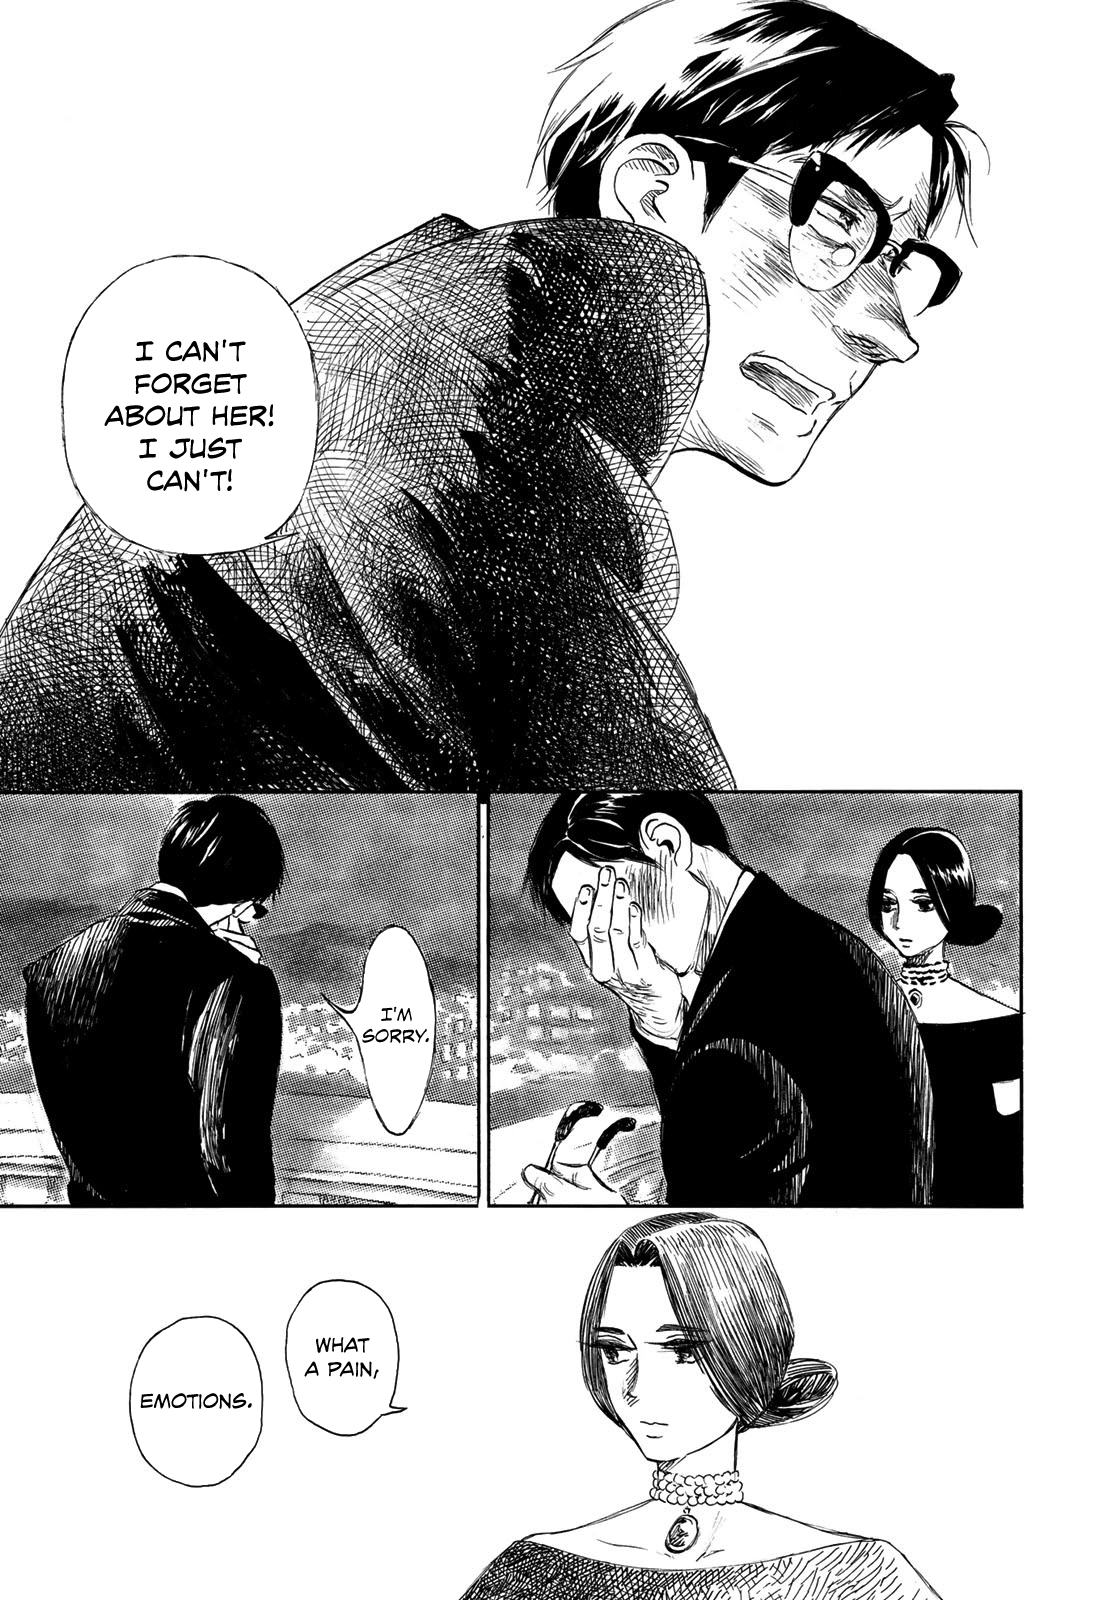 I CAN'T
FORGET
ABOUT HER!
I JUST
CAN'T!
I'M
SORRY.
WHAT
A PAIN,
EMOTIONS.